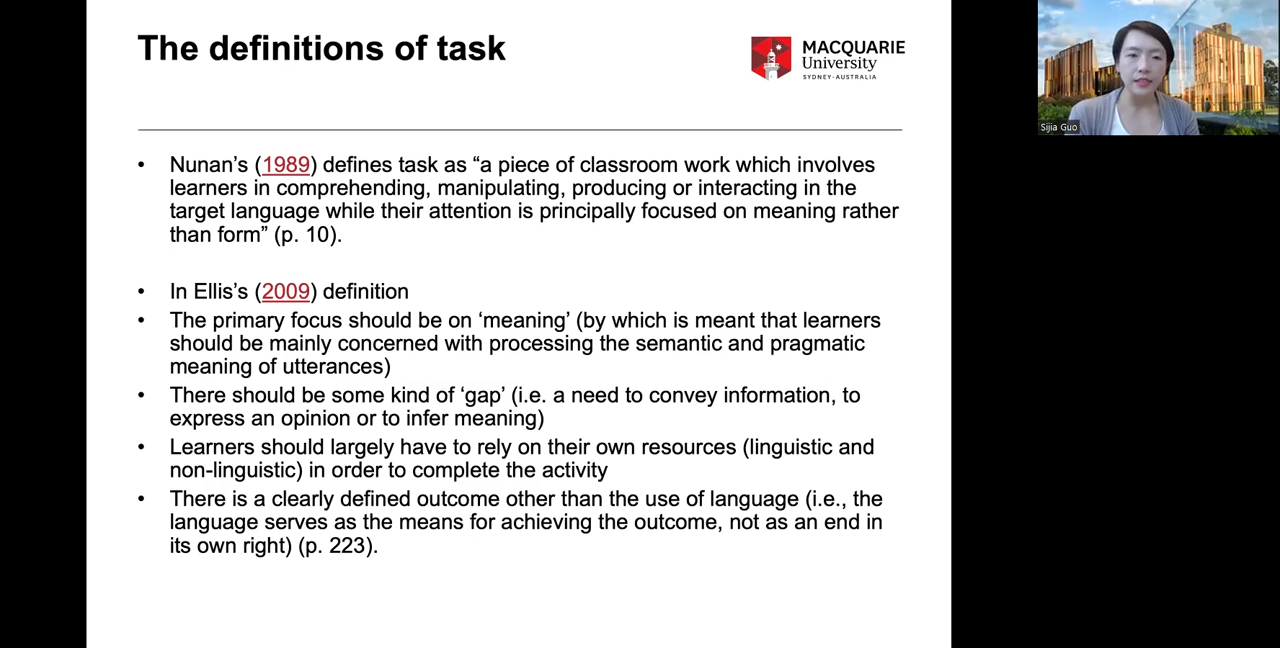 The definitions of task
MACQUARIE
University
SYDNEY-AUSTRALIA
Sijia Guo
• Nunan’s (1989) defines task as “a piece of classroom work which involves
learners in comprehending, manipulating, producing or interacting in the
target language while their attention is principally focused on meaning rather
than form” (p. 10).
• In Ellis’s (2009) definition
• The primary focus should be on ‘meaning’ (by which is meant that learners
should be mainly concerned with processing the semantic and pragmatic
meaning of utterances)
• There should be some kind of ‘gap’ (i.e. a need to convey information, to
express an opinion or to infer meaning)
• Learners should largely have to rely on their own resources (linguistic and
non-linguistic) in order to complete the activity
• There is a clearly defined outcome other than the use of language (i.e., the
language serves as the means for achieving the outcome, not as an end in
its own right) (p. 223).